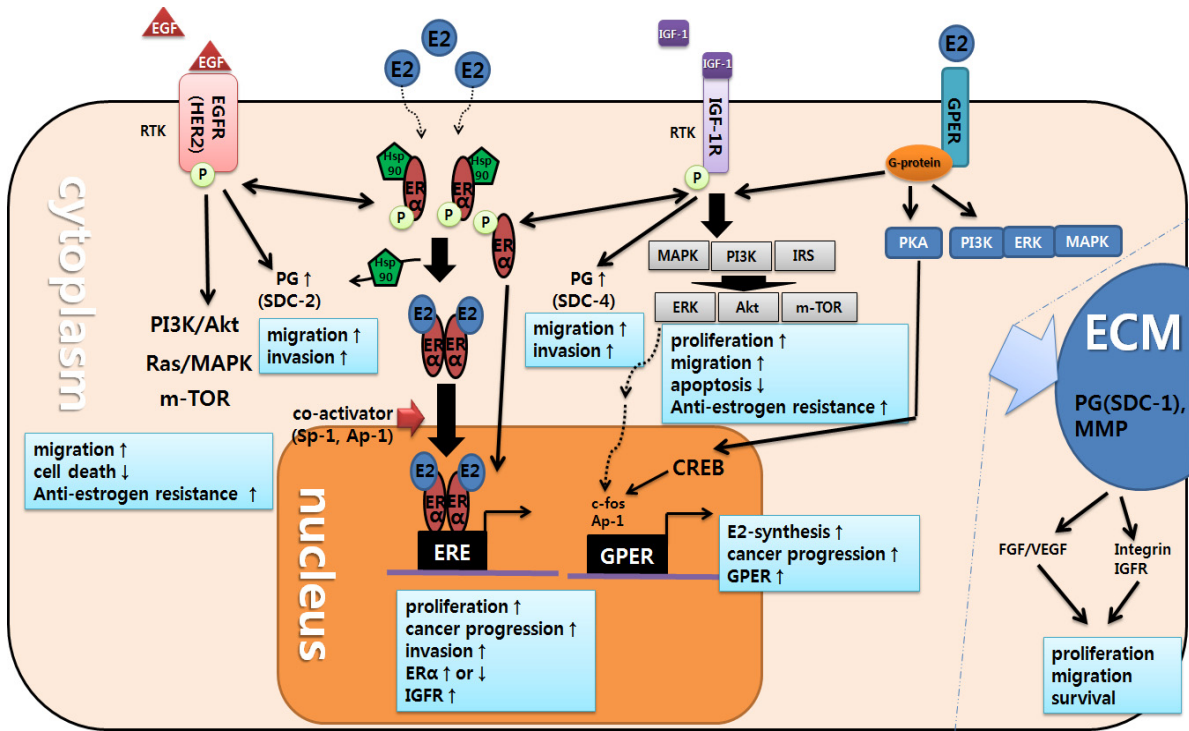 EGF
EGF
EGFR
(HER2)
RTK
P
E2
E2
E2
Hsp
90
ER
α
P
Hsp
90
ER
α
P
P
ER
α
IGF-1
IGF-1
IGF-1R
RTK
P
E2
GPER
G-protein
PKA
PI3K
ERK
MAPK
cytoplasm
PI3K/Akt
Ras/MAPK
m-TOR
PG ↑
(SDC-2)
migration ↑
invasion ↑
Hsp
90
migration ↑
cell death ↓
Anti-estrogen resistance ↑
E2
E2
ER
α
ER
α
co-activator
(Sp-1, Ap-1)
PG ↑
(SDC-4)
migration ↑
invasion ↑
MAPK
PI3K
IRS
ERK
Akt
m-TOR
proliferation ↑
migration ↑
apoptosis ↓
Anti-estrogen resistance ↑
nucleus
E2
E2
ER
α
ER
α
ERE
proliferation ↑
cancer progression ↑
invasion ↑
ERα ↑ or ↓
IGFR ↑
CREB
c-fos
Ap-1
GPER
E2-synthesis ↑
cancer progression ↑
GPER ↑
ECM
PG(SDC-1),
MMP
FGF/VEGF
Integrin
IGFR
proliferation
migration
survival